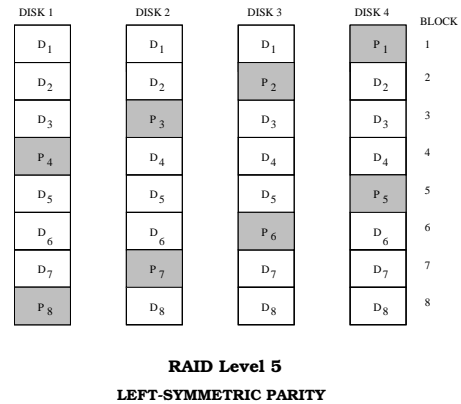 DISK 1 DISK 2 DISK 3 DISK 4
BLOCK
D1 D1 D1 P1 1
D2 D2 P2 D2 2
D3 P3 D3 D3 3
P4 D4 D4 D4 4
D5 D5 D5 P5 5
D6 D6 P6 D6 6
D7 P7 D7 D7 7
P8 D8 D8 D8 8
RAID Level 5
LEFT-SYMMETRIC PARITY